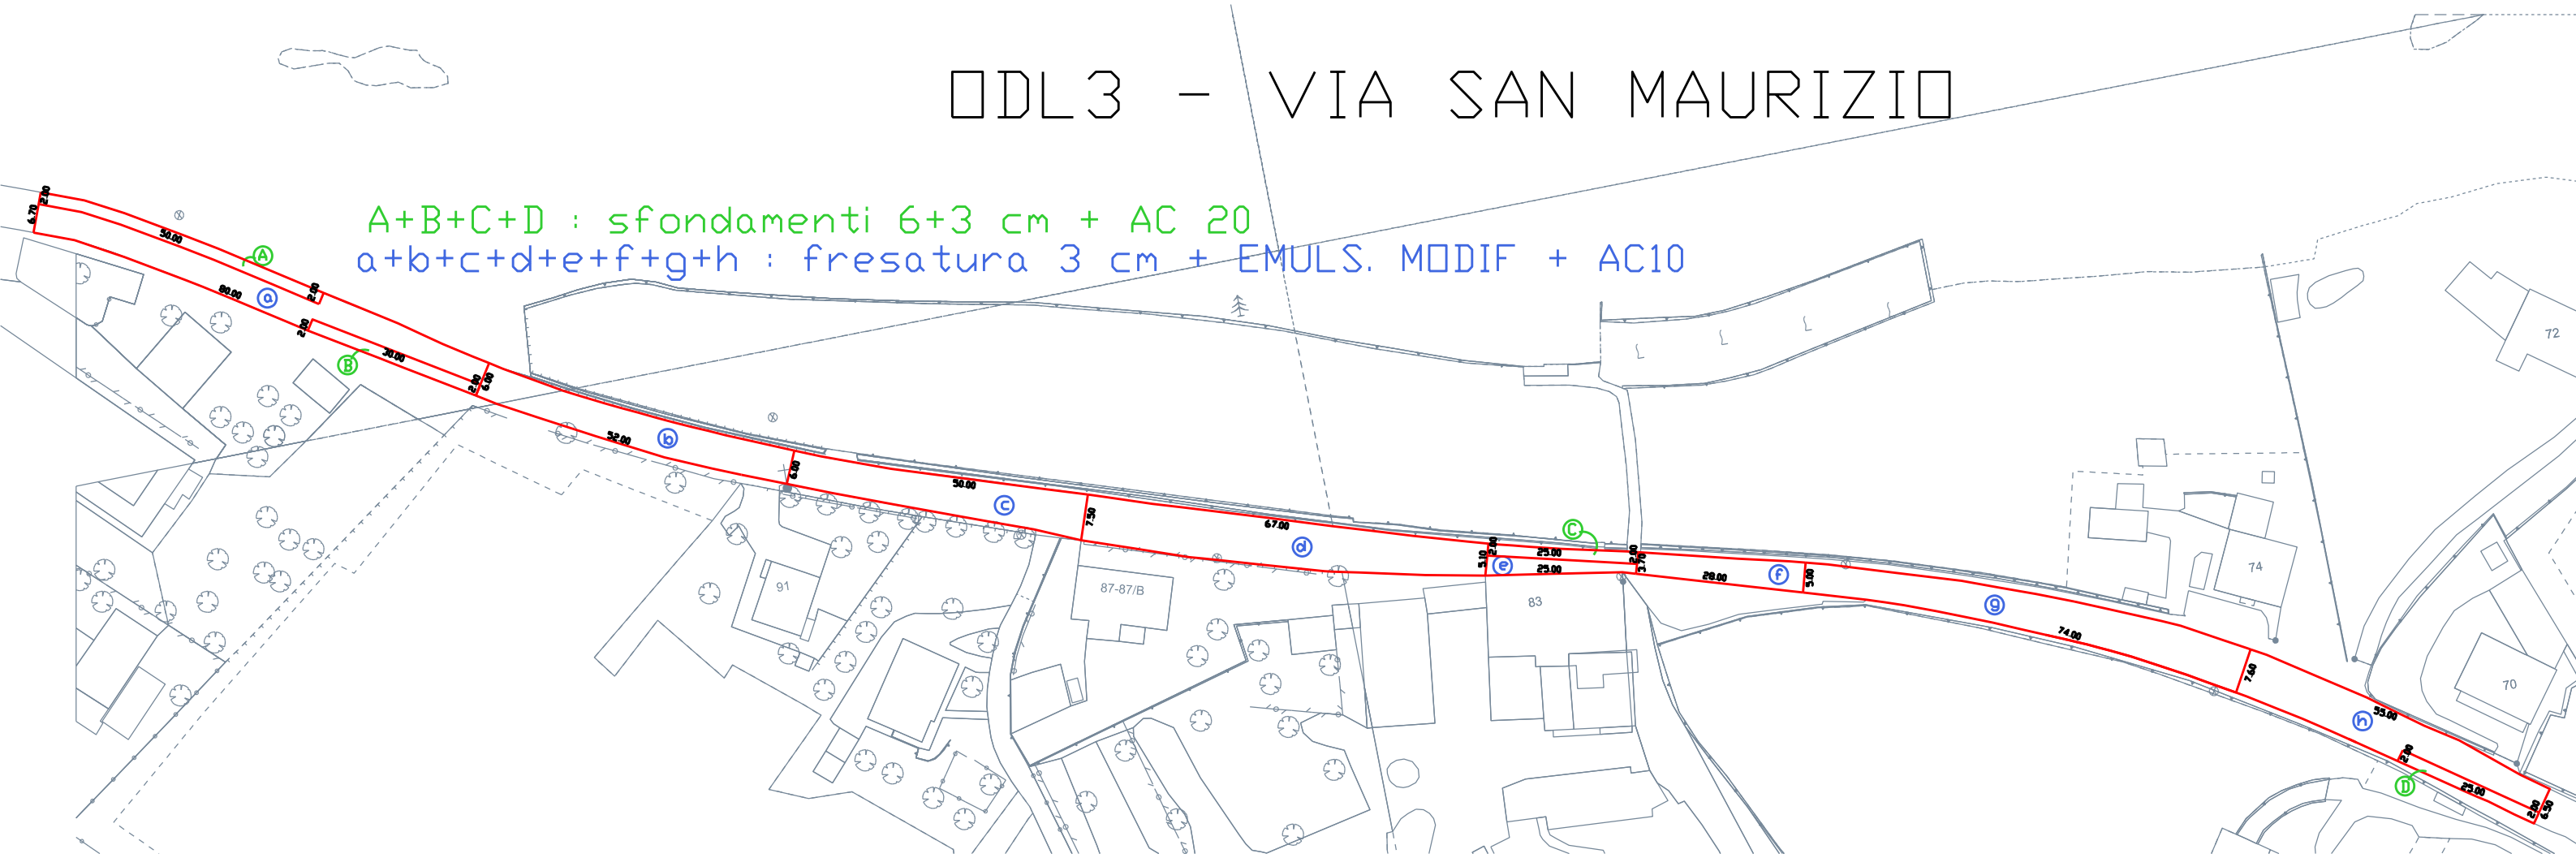 ODL3 - VIA SAN MAURIZIO
A+B+C+D : sfondamenti 6+3 cm + AC 20
a+b+c+d+e+f+g+h : fresatura 3 cm + EMULS. MODIF + AC10
2.00
6.70
50.00
A
80.00
a
2.00
2.00
B
30.00
2.00
6.00
52.00
b
6.00
50.00
c
7.50
67.00
d
C
5.10
2.00
25.00
e
25.00
2.00
3.70
28.00
f
5.00
g
74.00
7.60
h
55.00
2.00
D
25.00
2.00
6.50
91
87-87/B
83
74
72
70